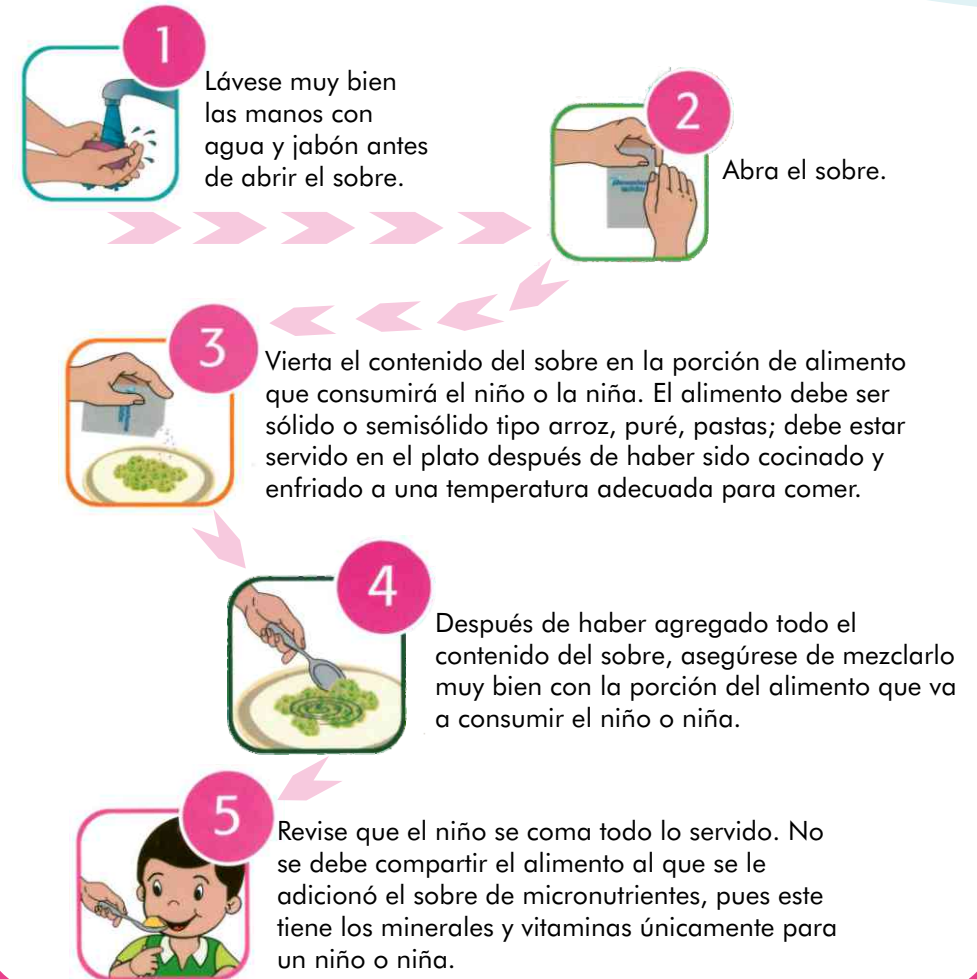 1
Lávese muy bien
las manos con
agua y jabón antes
de abrir el sobre.
2
Abra el sobre.
3
Vierta el contenido del sobre en la porción de alimento
que consumirá el niño o la niña. El alimento debe ser
sólido o semisólido tipo arroz, puré, pastas; debe estar
servido en el plato después de haber sido cocinado y
enfriado a una temperatura adecuada para comer.
4
Después de haber agregado todo el
contenido del sobre, asegúrese de mezclarlo
muy bien con la porción del alimento que va
a consumir el niño o niña.
5
Revise que el niño se coma todo lo servido. No
se debe compartir el alimento al que se le
adicionó el sobre de micronutrientes, pues este
tiene los minerales y vitaminas únicamente para
un niño o niña.